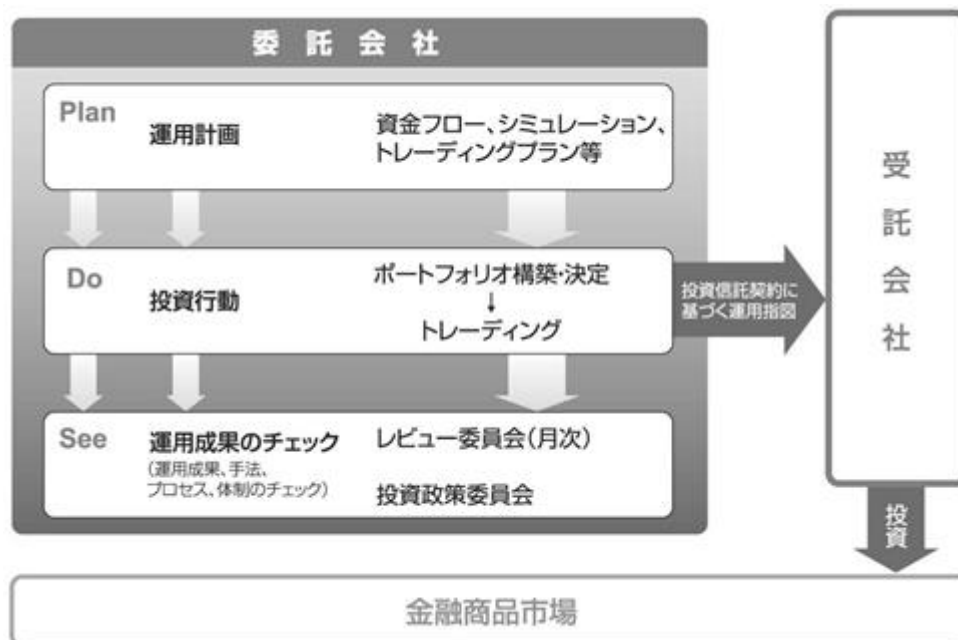 委託会社
Plan
運用計画
資金フロー、シミュレーション、
トレーディングプラン等
Do
投資行動
ポートフォリオ構築・決定
↓
トレーディング
投資信託契約に
基づく運用指図
See
運用成果のチェック
(運用成果、手法、
プロセス、体制のチェック)
レビュー委員会(月次)
投資政策委員会
受託会社
投資
金融商品市場